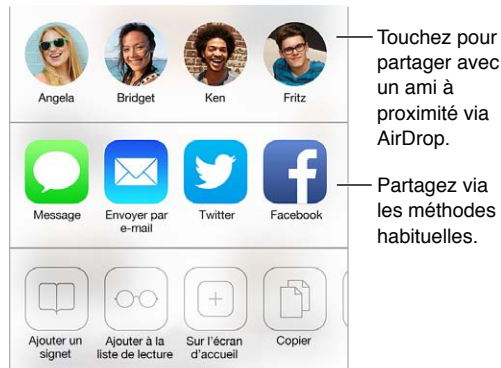 Angela Bridget Ken Fritz
Touchez pour
partager avec
un ami à
proximité via
AirDrop.
Message Envoyer par
e-mail Twitter Facebook
Partagez via
les méthodes
habituelles.
Ajouter un
signet Ajouter à la
liste de lecture Sur l'écran
d'accueil Copier